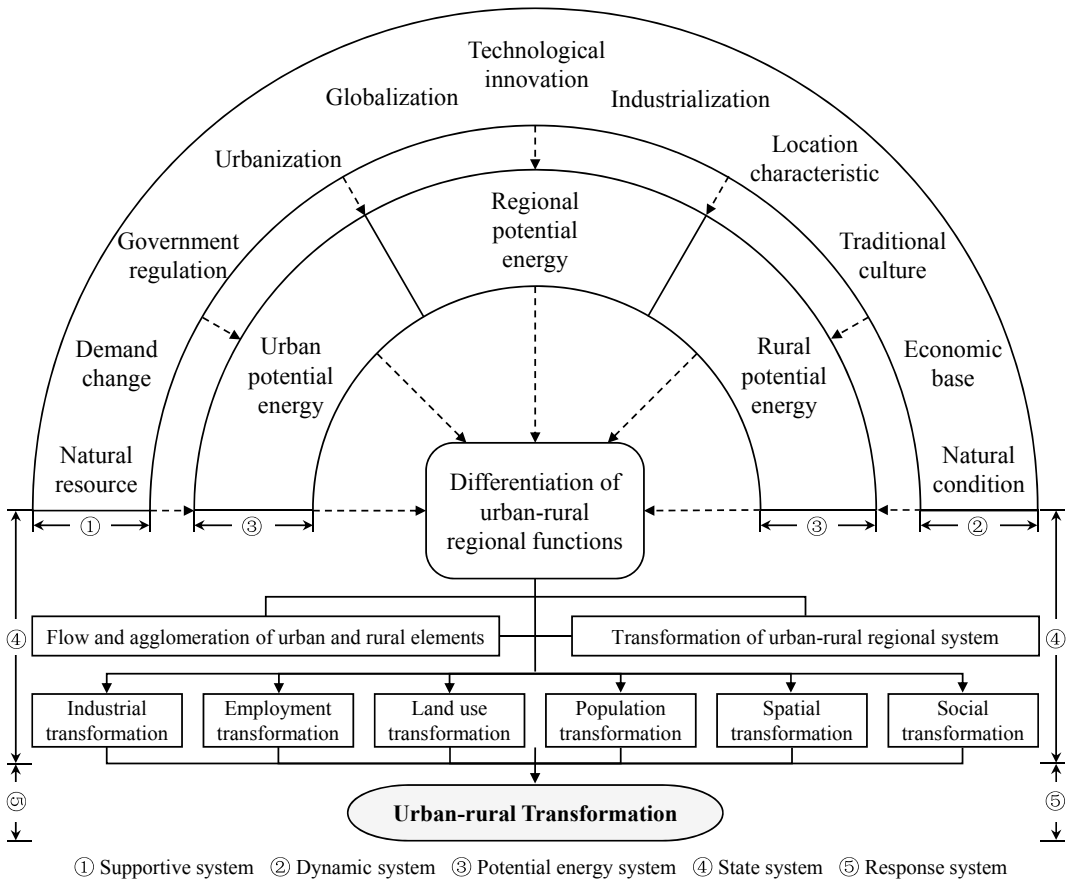 Technological
innovation
Globalization
Industrialization
Urbanization
Location
characteristic
Regional
potential
energy
Government
regulation
Traditional
culture
Demand
change
Urban
potential
energy
Rural
potential
energy
Economic
base
Natural
resource
Natural
condition
Differentiation of
urban-rural
regional functions
①
③
③
②
④
④
Flow and agglomeration of urban and rural elements
Transformation of urban-rural regional system
Industrial
transformation
Employment
transformation
Land use
transformation
Population
transformation
Spatial
transformation
Social
transformation
⑤
⑤
Urban-rural Transformation
① Supportive system ② Dynamic system ③ Potential energy system ④ State system ⑤ Response system